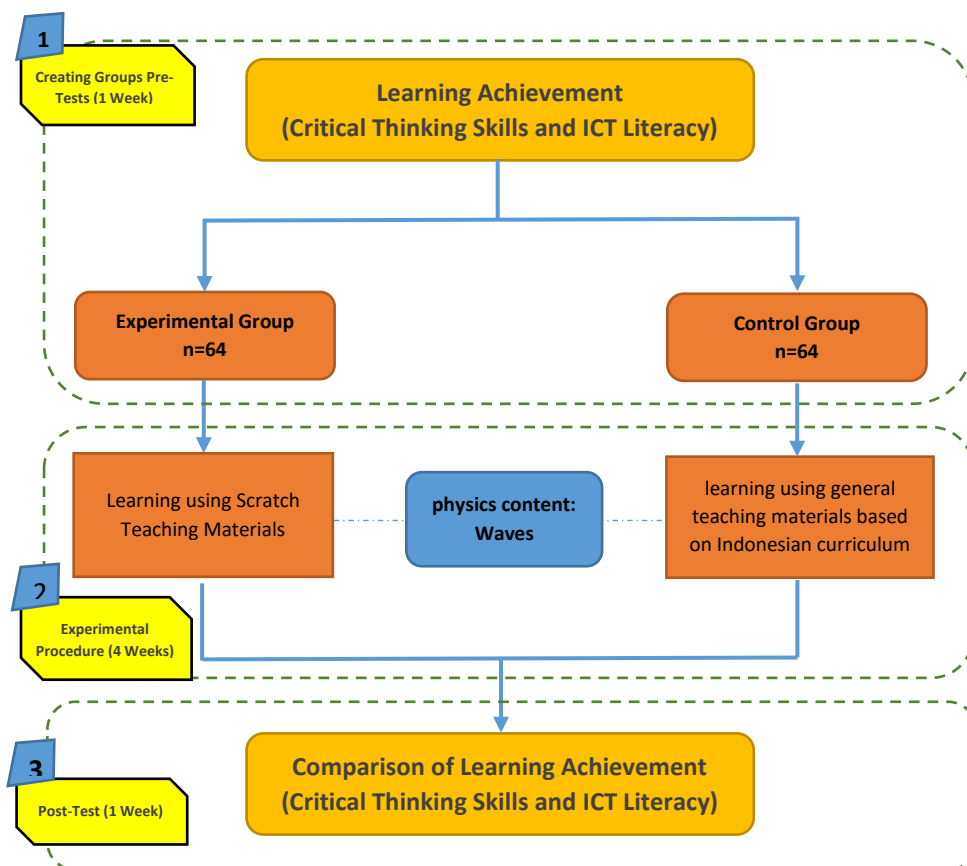 1
Creating Groups Pre-
Tests (1 Week)
Learning Achievement
(Critical Thinking Skills and ICT Literacy)
Experimental Group
n=64
Control Group
n=64
Learning using Scratch
Teaching Materials
physics content:
Waves
learning using general
teaching materials based
on Indonesian curriculum
2
Experimental
Procedure (4 Weeks)
3
Post-Test (1 Week)
Comparison of Learning Achievement
(Critical Thinking Skills and ICT Literacy)